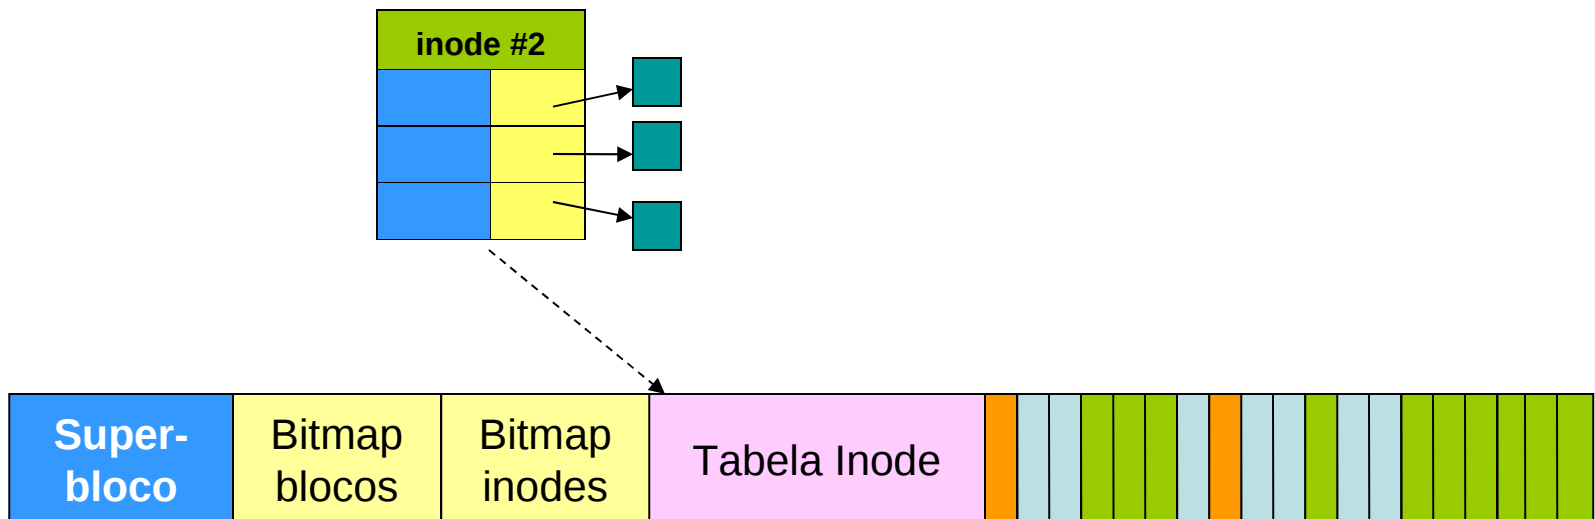 inode #2
Super-
bloco
Bitmap
blocos
Bitmap
inodes
Tabela Inode